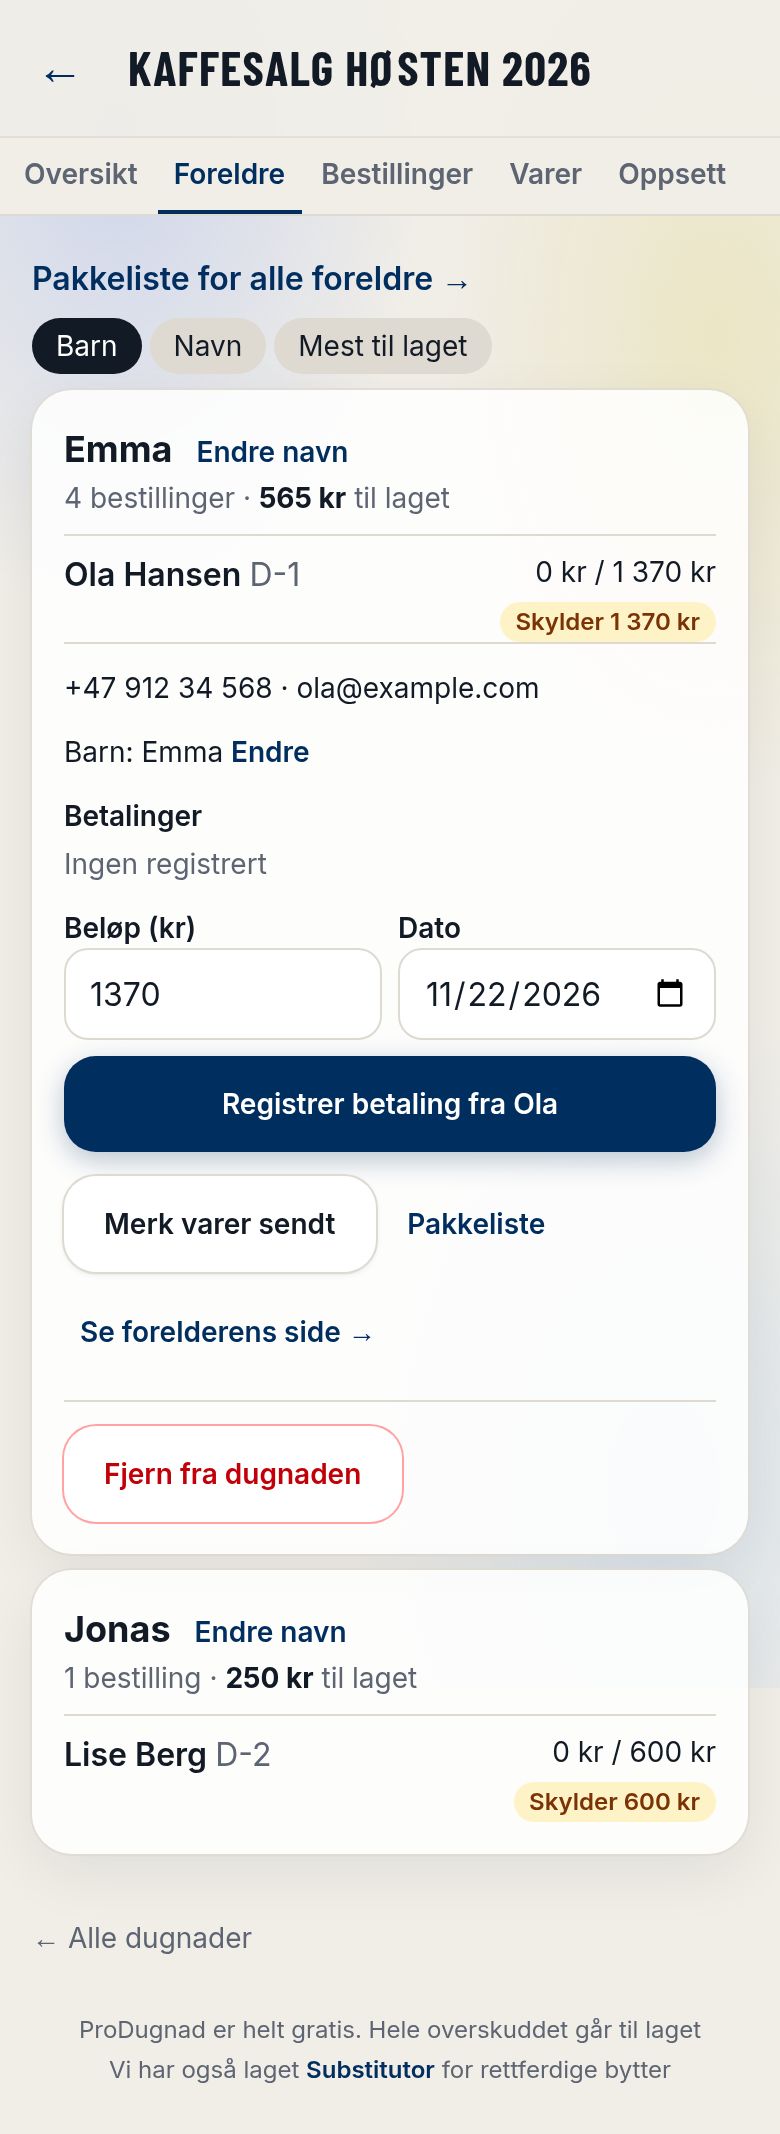 ← KAFFESALG HØSTEN 2026
Oversikt Foreldre Bestillinger Varer Oppsett
Pakkeliste for alle foreldre →
Barn Navn Mest til laget
Emma Endre navn
4 bestillinger · 565 kr til laget
Ola Hansen D-1 0 kr / 1 370 kr
Skylder 1 370 kr
+47 912 34 568 · ola@example.com
Barn: Emma Endre
Betalinger
Ingen registrert
Beløp (kr) Dato
1370 11/22/2026
Registrer betaling fra Ola
Merk varer sendt Pakkeliste
Se forelderens side →
Fjern fra dugnaden
Jonas Endre navn
1 bestilling · 250 kr til laget
Lise Berg D-2 0 kr / 600 kr
Skylder 600 kr
← Alle dugnader
ProDugnad er helt gratis. Hele overskuddet går til laget
Vi har også laget Substitutor for rettferdige bytter